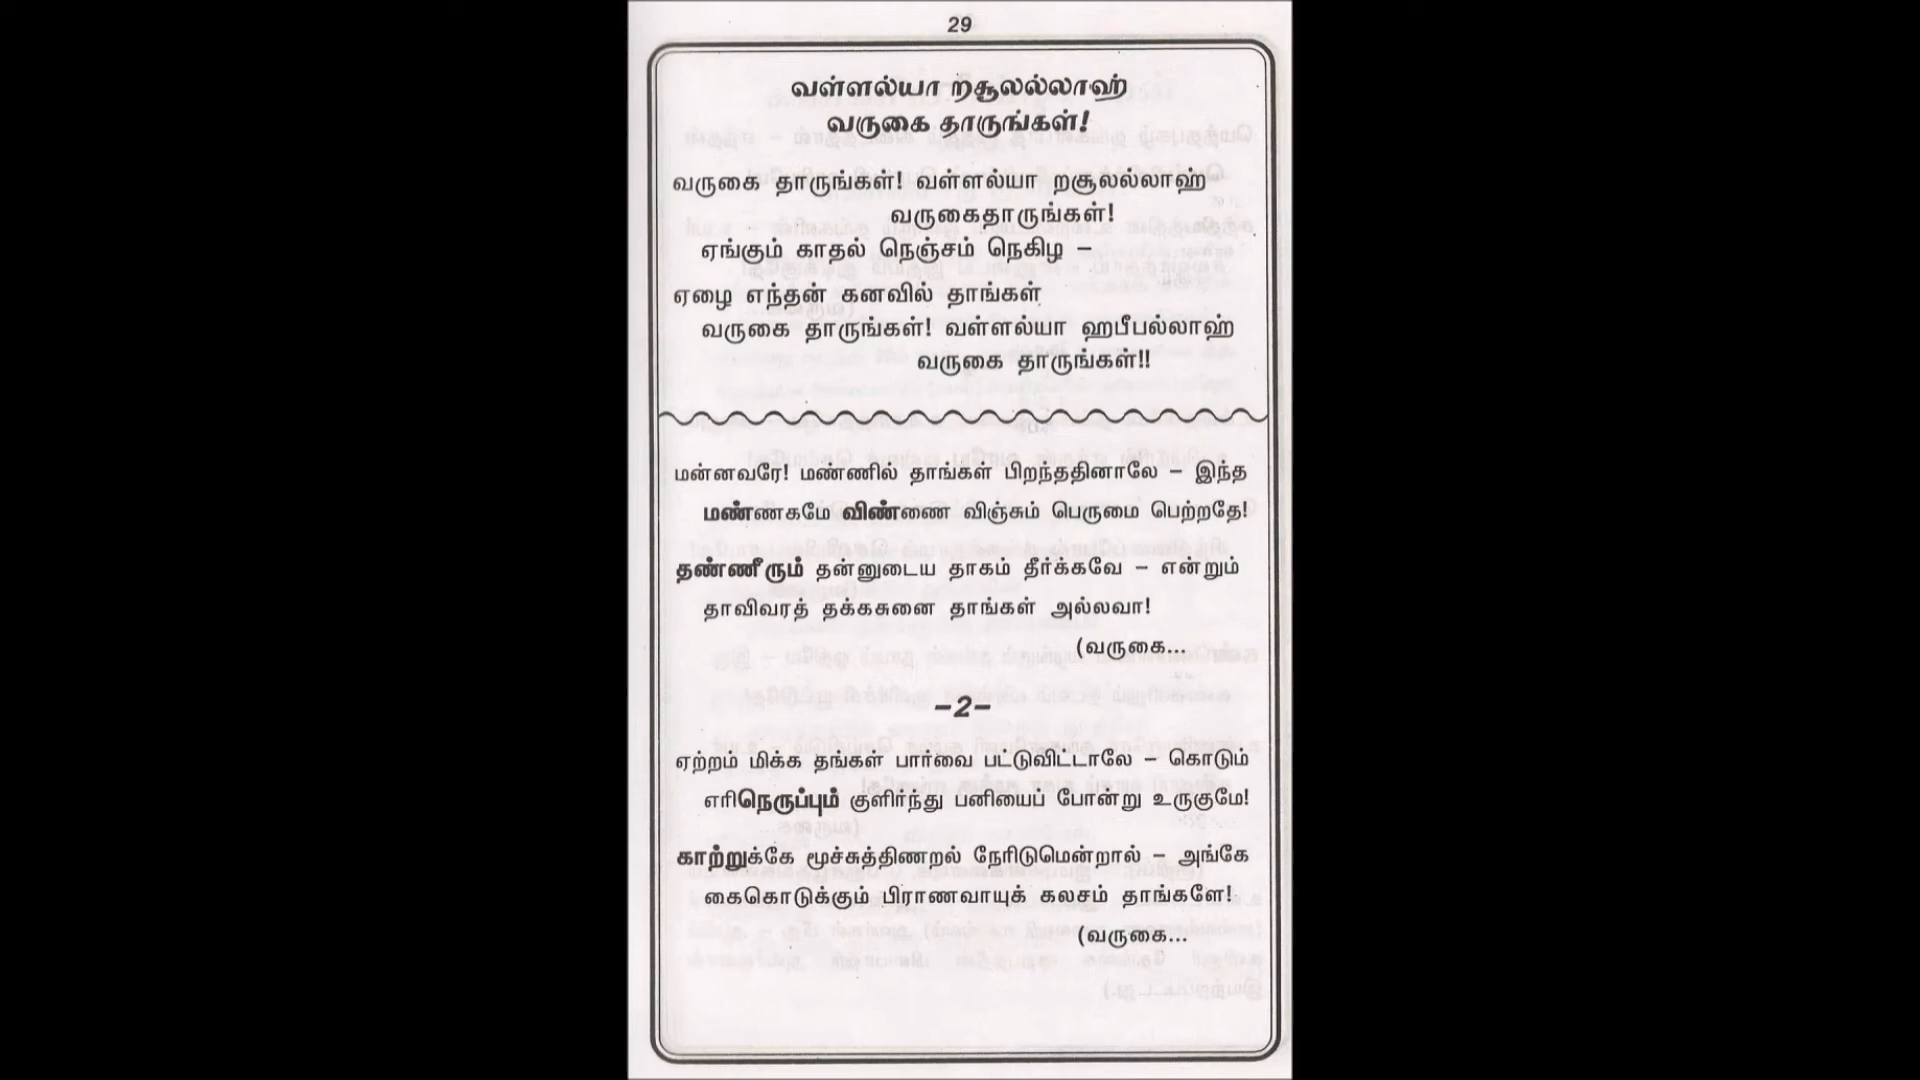 29
வள்ளல்யா றசூலல்லாஹ்
வருகை தாருங்கள்!
வருகை தாருங்கள்! வள்ளல்யா றசூலல்லாஹ்
வருகைதாருங்கள்!
ஏங்கும் காதல் நெஞ்சம் நெகிழ –
ஏழை எந்தன் கனவில் தாங்கள்
வருகை தாருங்கள்! வள்ளல்யா ஹபீபல்லாஹ்
வருகை தாருங்கள்!!
மன்னவரே! மண்ணில் தாங்கள் பிறந்ததினாலே – இந்த
மண்ணகமே விண்ணை விஞ்சும் பெருமை பெற்றதே!
தண்ணீரும் தன்னுடைய தாகம் தீர்க்கவே – என்றும்
தாவிவரத் தக்கசுனை தாங்கள் அல்லவா!
(வருகை...
–2–
ஏற்றம் மிக்க தங்கள் பார்வை பட்டுவிட்டாலே – கொடும்
எரிநெருப்பும் குளிர்ந்து பனியைப் போன்று உருகுமே!
காற்றுக்கே மூச்சுத்திணறல் நேரிடுமென்றால் – அங்கே
கைகொடுக்கும் பிராணவாயுக் கலசம் தாங்களே!
(வருகை...